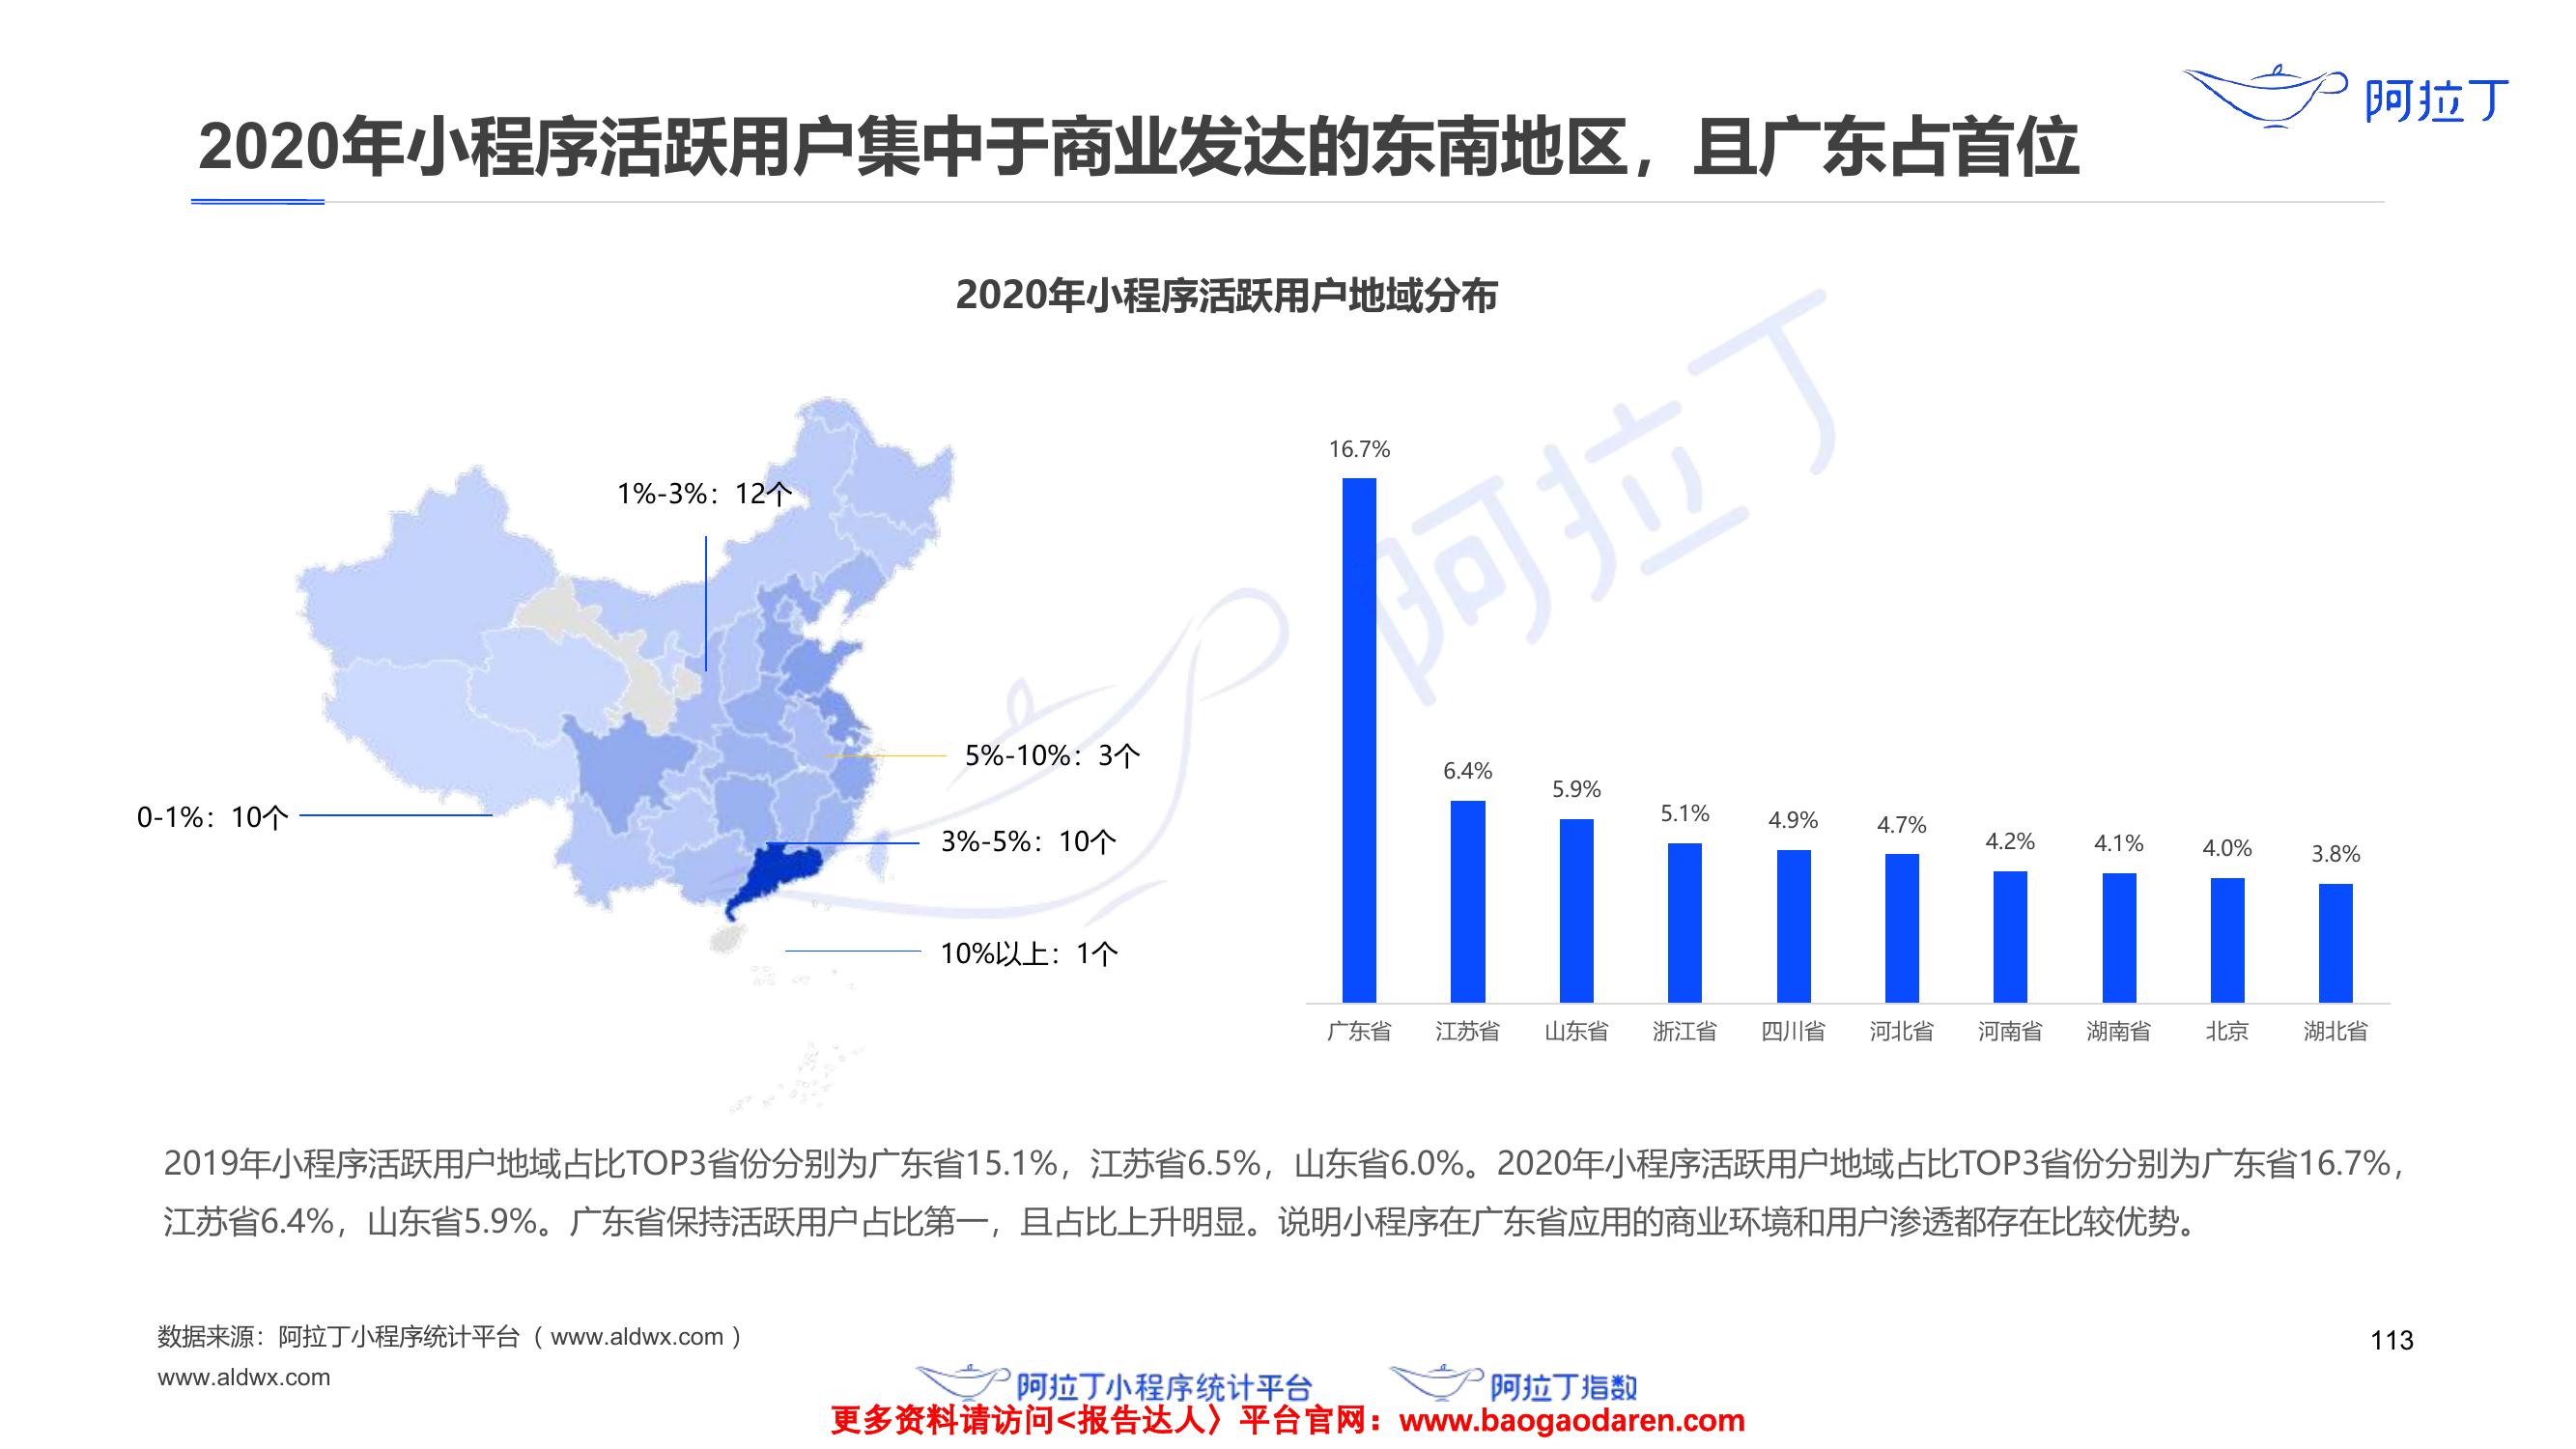 阿拉丁
2020年小程序活跃用户集中于商业发达的东南地区，且广东占首位
2020年小程序活跃用户地域分布
1%-3%：12个
5%-10%：3个
0-1%：10个
3%-5%：10个
10%以上：1个
阿拉丁
16.7%
6.4%
5.9%
5.1%
4.9%
4.7%
4.2%
4.1%
4.0%
3.8%
广东省
江苏省
山东省
浙江省
四川省
河北省
河南省
湖南省
北京
湖北省
2019年小程序活跃用户地域占比TOP3省份分别为广东省15.1%，江苏省6.5%，山东省6.0%。2020年小程序活跃用户地域占比TOP3省份分别为广东省16.7%，
江苏省6.4%，山东省5.9%。广东省保持活跃用户占比第一，且占比上升明显。说明小程序在广东省应用的商业环境和用户渗透都存在比较优势。
数据来源：阿拉丁小程序统计平台（www.aldwx.com）
113
www.aldwx.com
阿拉丁小程序统计平台
阿拉丁指数
更多资料请访问<报告达人〉平台官网：www.baogaodaren.com